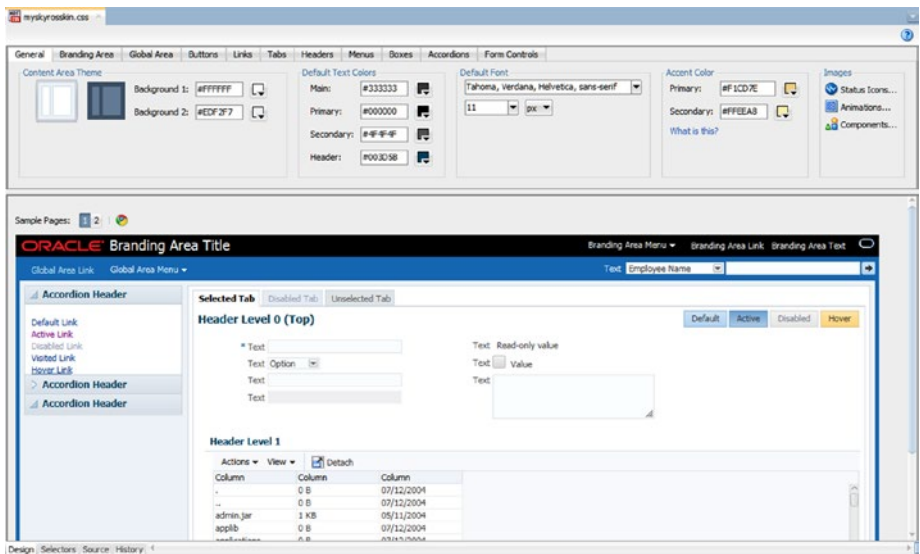 myskyrosskin.css
General Branding Area Global Area Buttons Links Tabs Headers Menus Boxes Accordions Form Controls
Content Area Theme Default Text Colors Default Font Accent Color Images
Background 1: #FFFFFF Main: #333333 Tahoma, Verdana, Helvetica, sans-serif Primary: #F1CD7E Status Icons...
Background 2: #EDF2F7 Primary: #000000 11 px Secondary: #FFEEA8 Animations...
Secondary: #4F4F4F What is this? Components...
Header: #003D5B
Sample Pages: 1 2
ORACLE Branding Area Title Branding Area Menu Branding Area Link Branding Area Text
Global Area Link Global Area Menu Text Employee Name
Accordion Header Selected Tab Disabled Tab Unselected Tab
Header Level 0 (Top) Default Active Disabled Hover
Default Link
Active Link * Text Text Read-only value
Disabled Link
Visited Link Text Option Text Value
Hover Link
Accordion Header Text Text
Accordion Header Text
Header Level 1
Actions View Detach
Column Column Column
. 0 B 07/12/2004
.. 0 B 07/12/2004
admin.jar 1 KB 05/11/2004
applib 0 B 07/12/2004
applications 0 B 07/12/2004
Design Selectors Source History